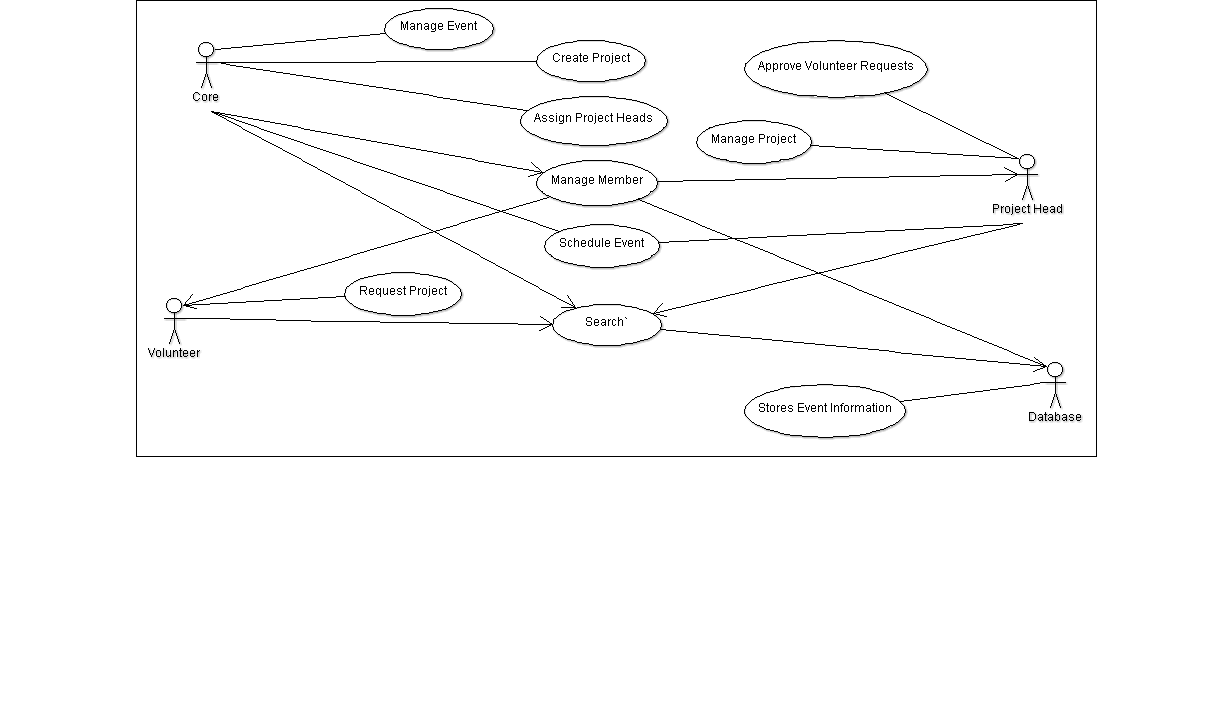 Manage Event
Create Project
Approve Volunteer Requests
Core
Assign Project Heads
Manage Project
Manage Member
Project Head
Schedule Event
Request Project
Search`
Volunteer
Stores Event Information
Database